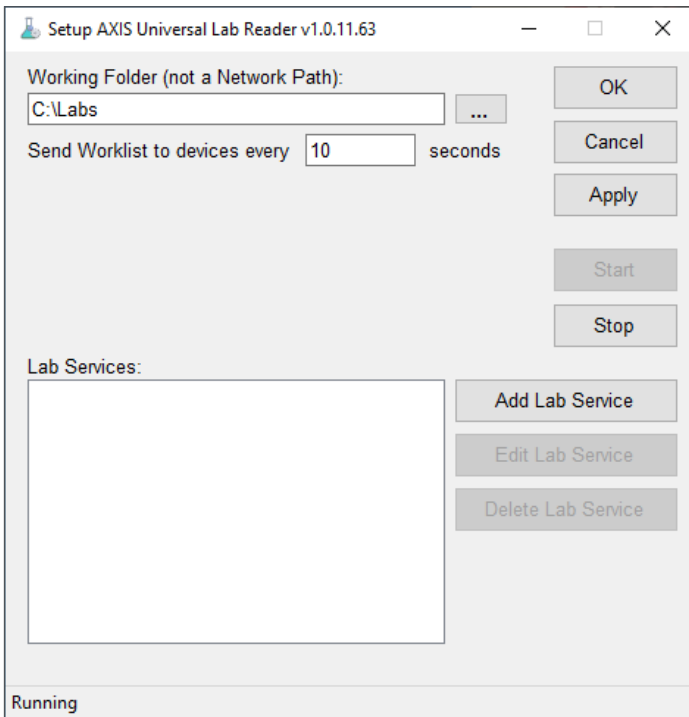 Setup AXIS Universal Lab Reader v1.0.11.63
Working Folder (not a Network Path):
C:\Labs
...
OK
Send Worklist to devices every 10 seconds
Cancel
Apply
Start
Stop
Lab Services:
Add Lab Service
Edit Lab Service
Delete Lab Service
Running